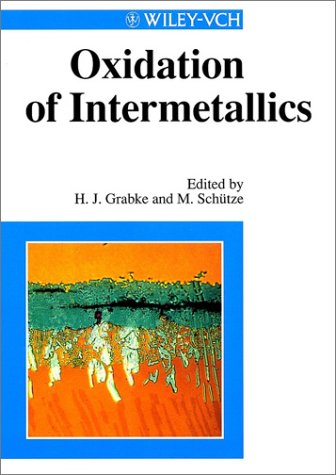 WILEY-VCH
Oxidation
of Intermetallics
Edited by
H. J. Grabke and M. Schütze